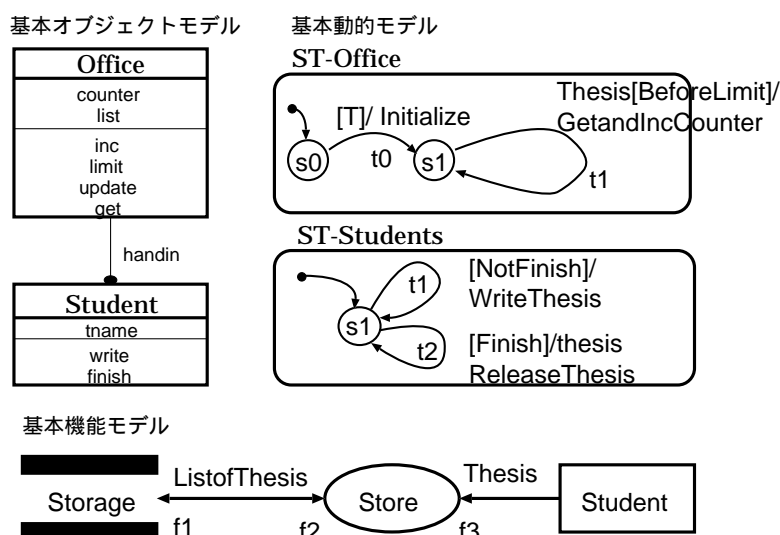 基本オブジェクトモデル
Office
counter
list
inc
limit
update
get
handin
Student
tname
write
finish
基本動的モデル
ST-Office
[T]/ Initialize
Thesis[BeforeLimit]/
GetandIncCounter
s0
t0
s1
t1
ST-Students
s1
t1
[NotFinish]/
WriteThesis
t2
[Finish]/thesis
ReleaseThesis
基本機能モデル
Storage
ListofThesis
Store
Thesis
Student
f1
f2
f3